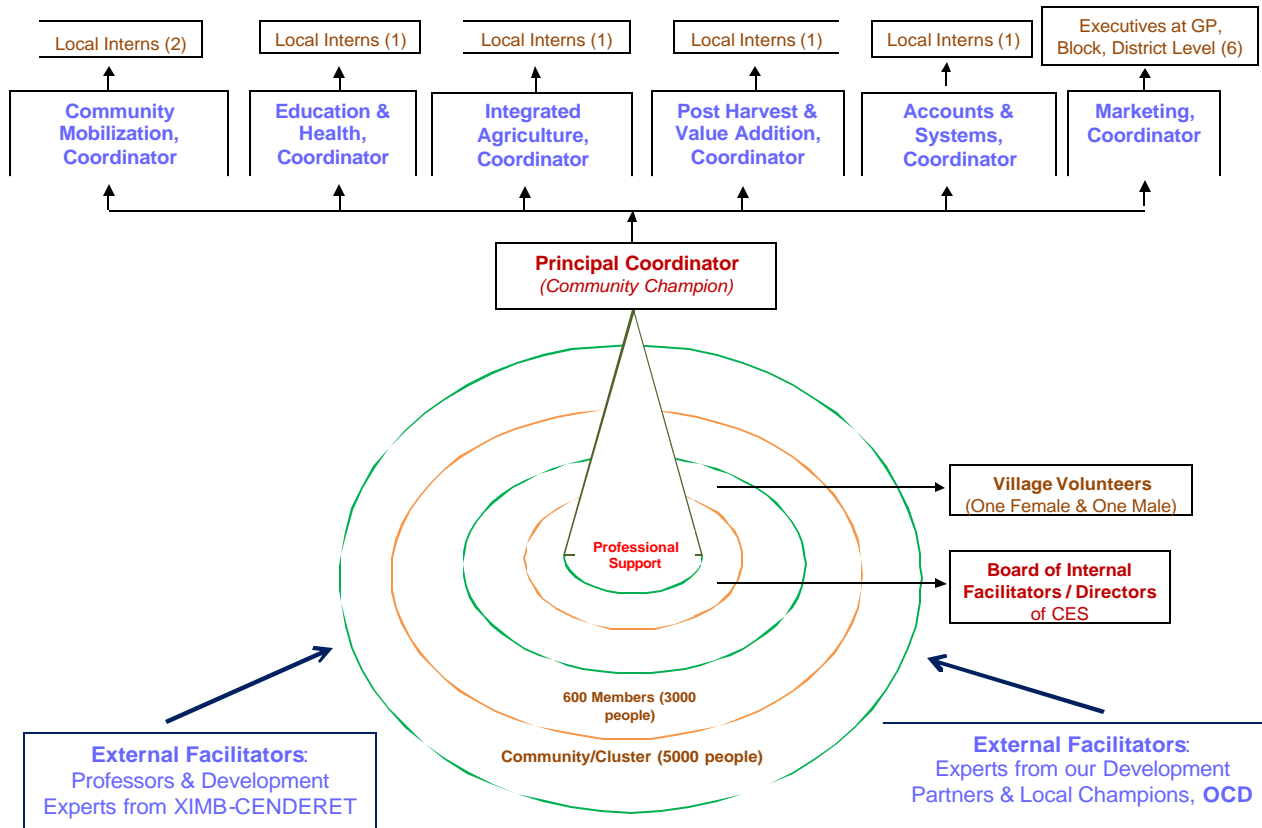 Local Interns (2)
Local Interns (1)
Local Interns (1)
Local Interns (1)
Local Interns (1)
Executives at GP,
Block, District Level (6)
Community
Mobilization,
Coordinator
Education &
Health,
Coordinator
Integrated
Agriculture,
Coordinator
Post Harvest &
Value Addition,
Coordinator
Accounts &
Systems,
Coordinator
Marketing,
Coordinator
Principal Coordinator
(Community Champion)
Professional
Support
Village Volunteers
(One Female & One Male)
Board of Internal
Facilitators / Directors
of CES
600 Members (3000
people)
Community/Cluster (5000 people)
External Facilitators:
Professors & Development
Experts from XIMB-CENDERET
External Facilitators:
Experts from our Development
Partners & Local Champions, OCD